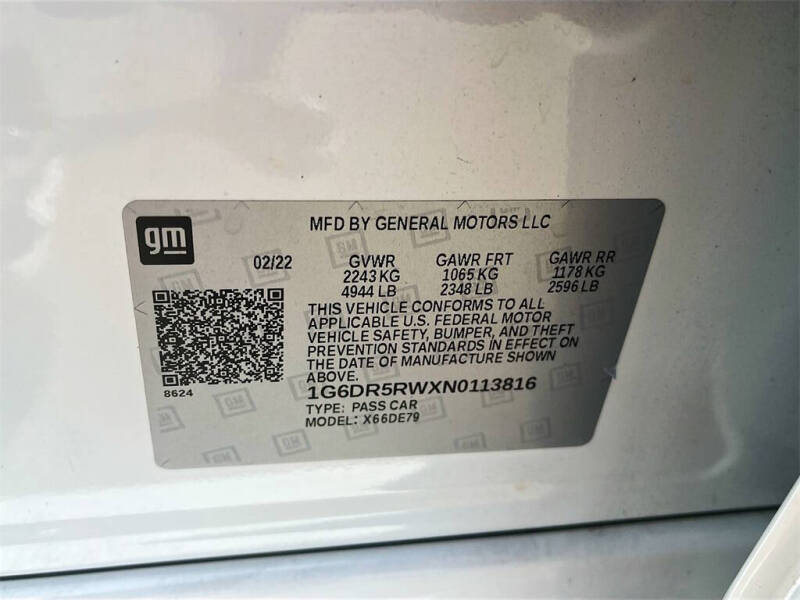 gm
MFD BY GENERAL MOTORS LLC
02/22 GVWR GAWR FRT GAWR RR
2243 KG 1065 KG 1178 KG
4944 LB 2348 LB 2596 LB
THIS VEHICLE CONFORMS TO ALL
APPLICABLE U.S. FEDERAL MOTOR
VEHICLE SAFETY, BUMPER, AND THEFT
PREVENTION STANDARDS IN EFFECT ON
THE DATE OF MANUFACTURE SHOWN
ABOVE.
8624
1G6DR5RWXN0113816
TYPE: PASS CAR
MODEL: X66DE79